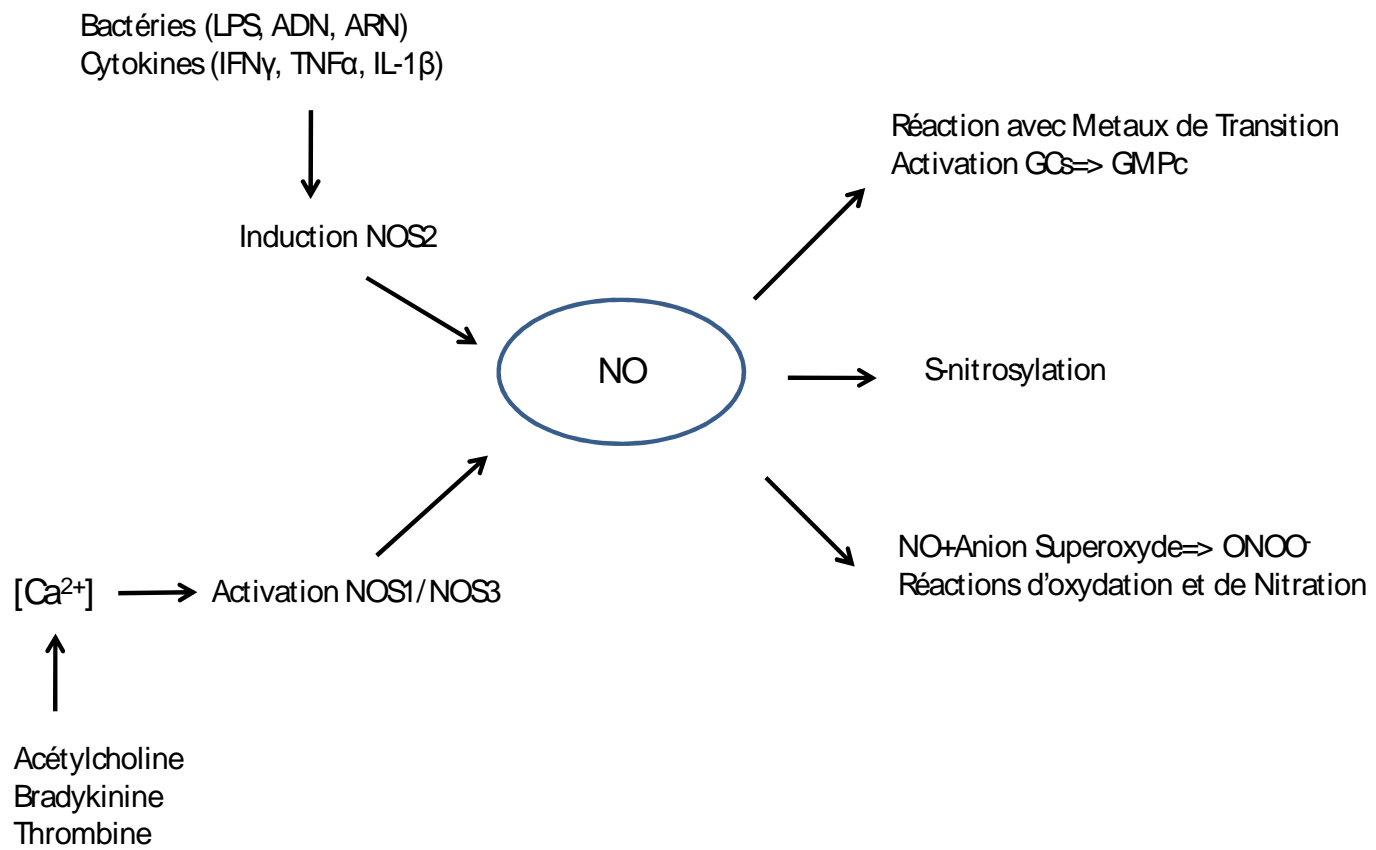 Bactéries (LPS, ADN, ARN)
Cytokines (IFNγ, TNFα, IL-1β)
Induction NOS2
Réaction avec Metaux de Transition
Activation GCs=> GMPc
NO
S-nitrosylation
NO+Anion Superoxyde=> ONOO⁻
Réactions d'oxydation et de Nitration
[Ca²⁺]
Activation NOS1/NOS3
Acétylcholine
Bradykinine
Thrombine